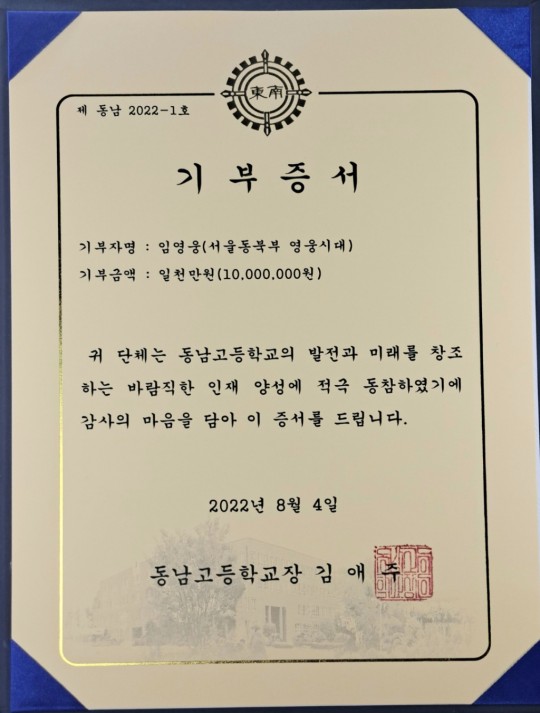 東南
제 동남 2022-1호
기부증서
기부자명 : 임영웅(서울동북부 영웅시대)
기부금액 : 일천만원(10,000,000원)
귀 단체는 동남고등학교의 발전과 미래를 창조
하는 바람직한 인재 양성에 적극 동참하였기에
감사의 마음을 담아 이 증서를 드립니다.
2022년 8월 4일
동남고등학교장 김애주